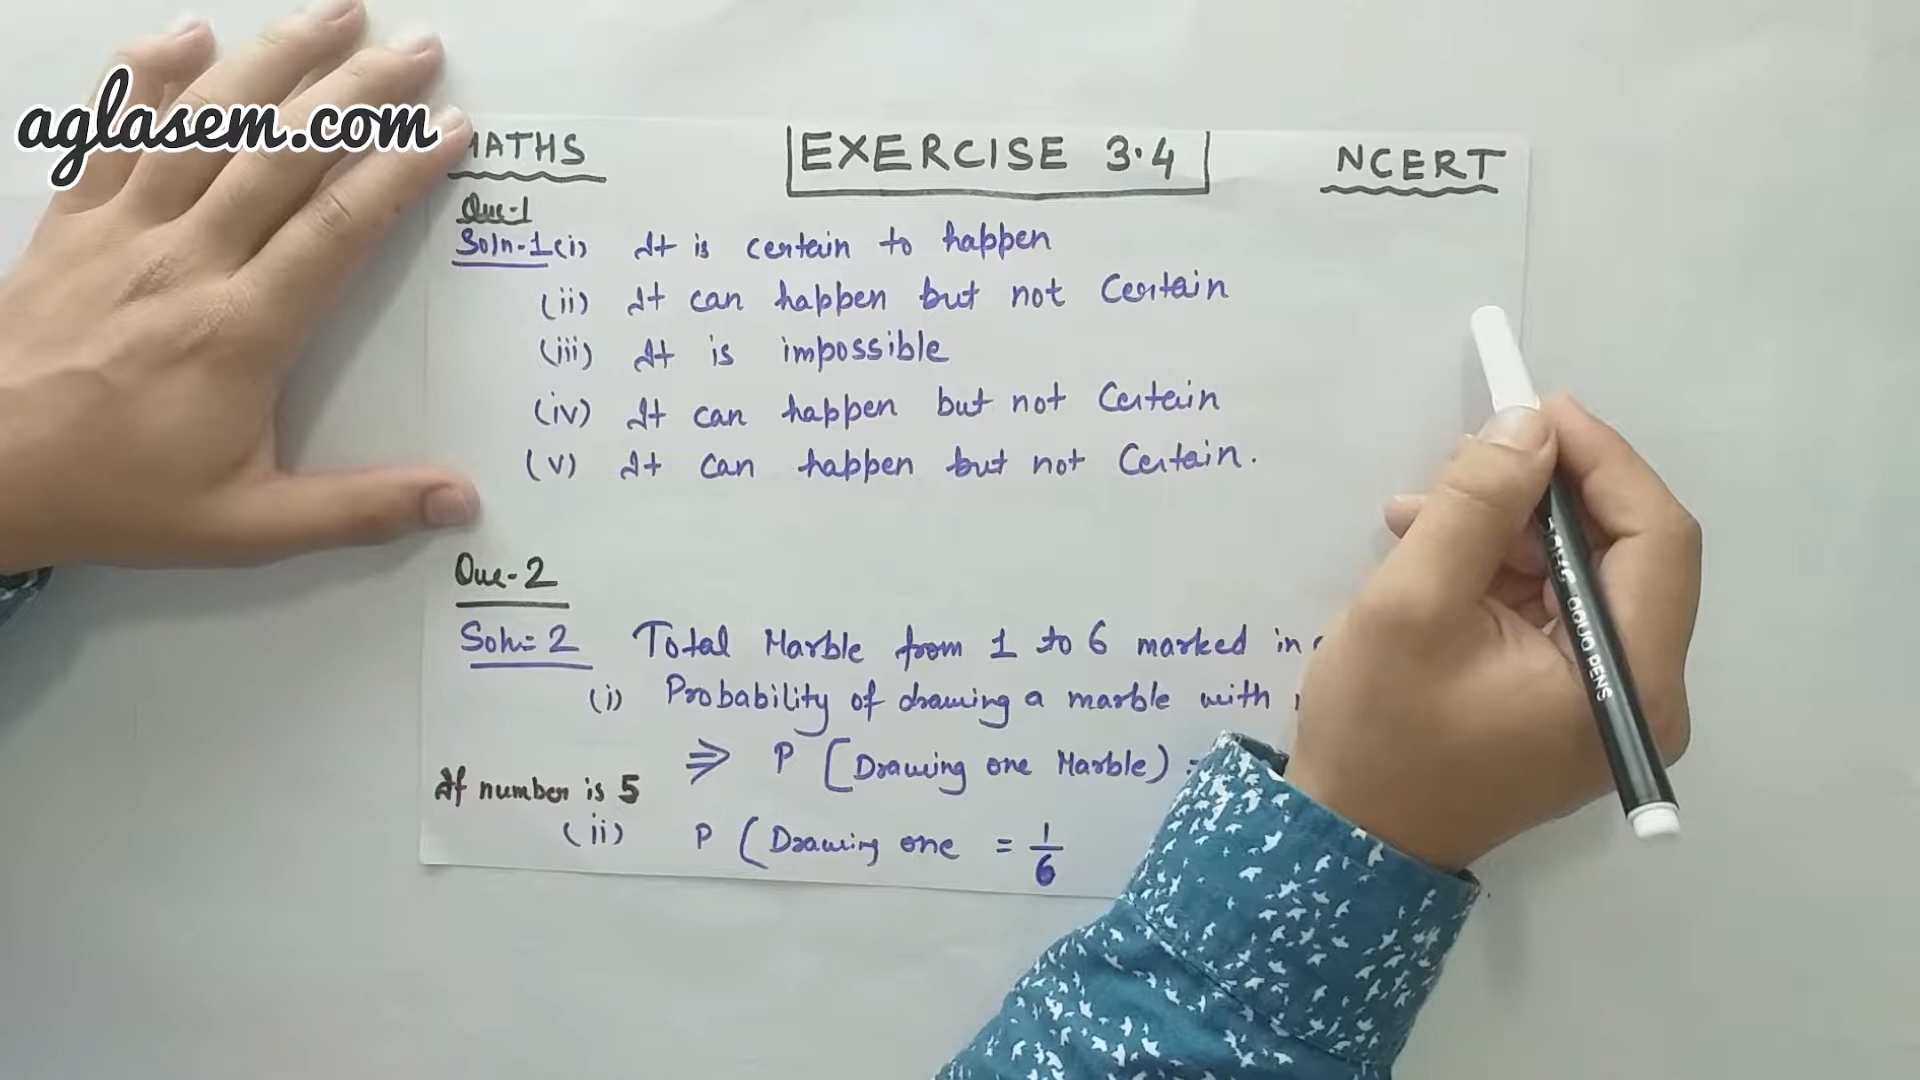 aglasem.com
MATHS
EXERCISE 3.4
NCERT
Que-1
Soln-1 (i) It is certain to happen
(ii) It can happen but not Certain
(iii) It is impossible
(iv) It can happen but not Certain
(v) It can happen but not Certain.
Que-2
Soln= 2 Total Marble from 1 to 6 marked in
(i) Probability of drawing a marble with
⇒ P [Drawing one Marble) =
If number is 5
(ii) P (Drawing one = 1/6
SONG AQUA PENS